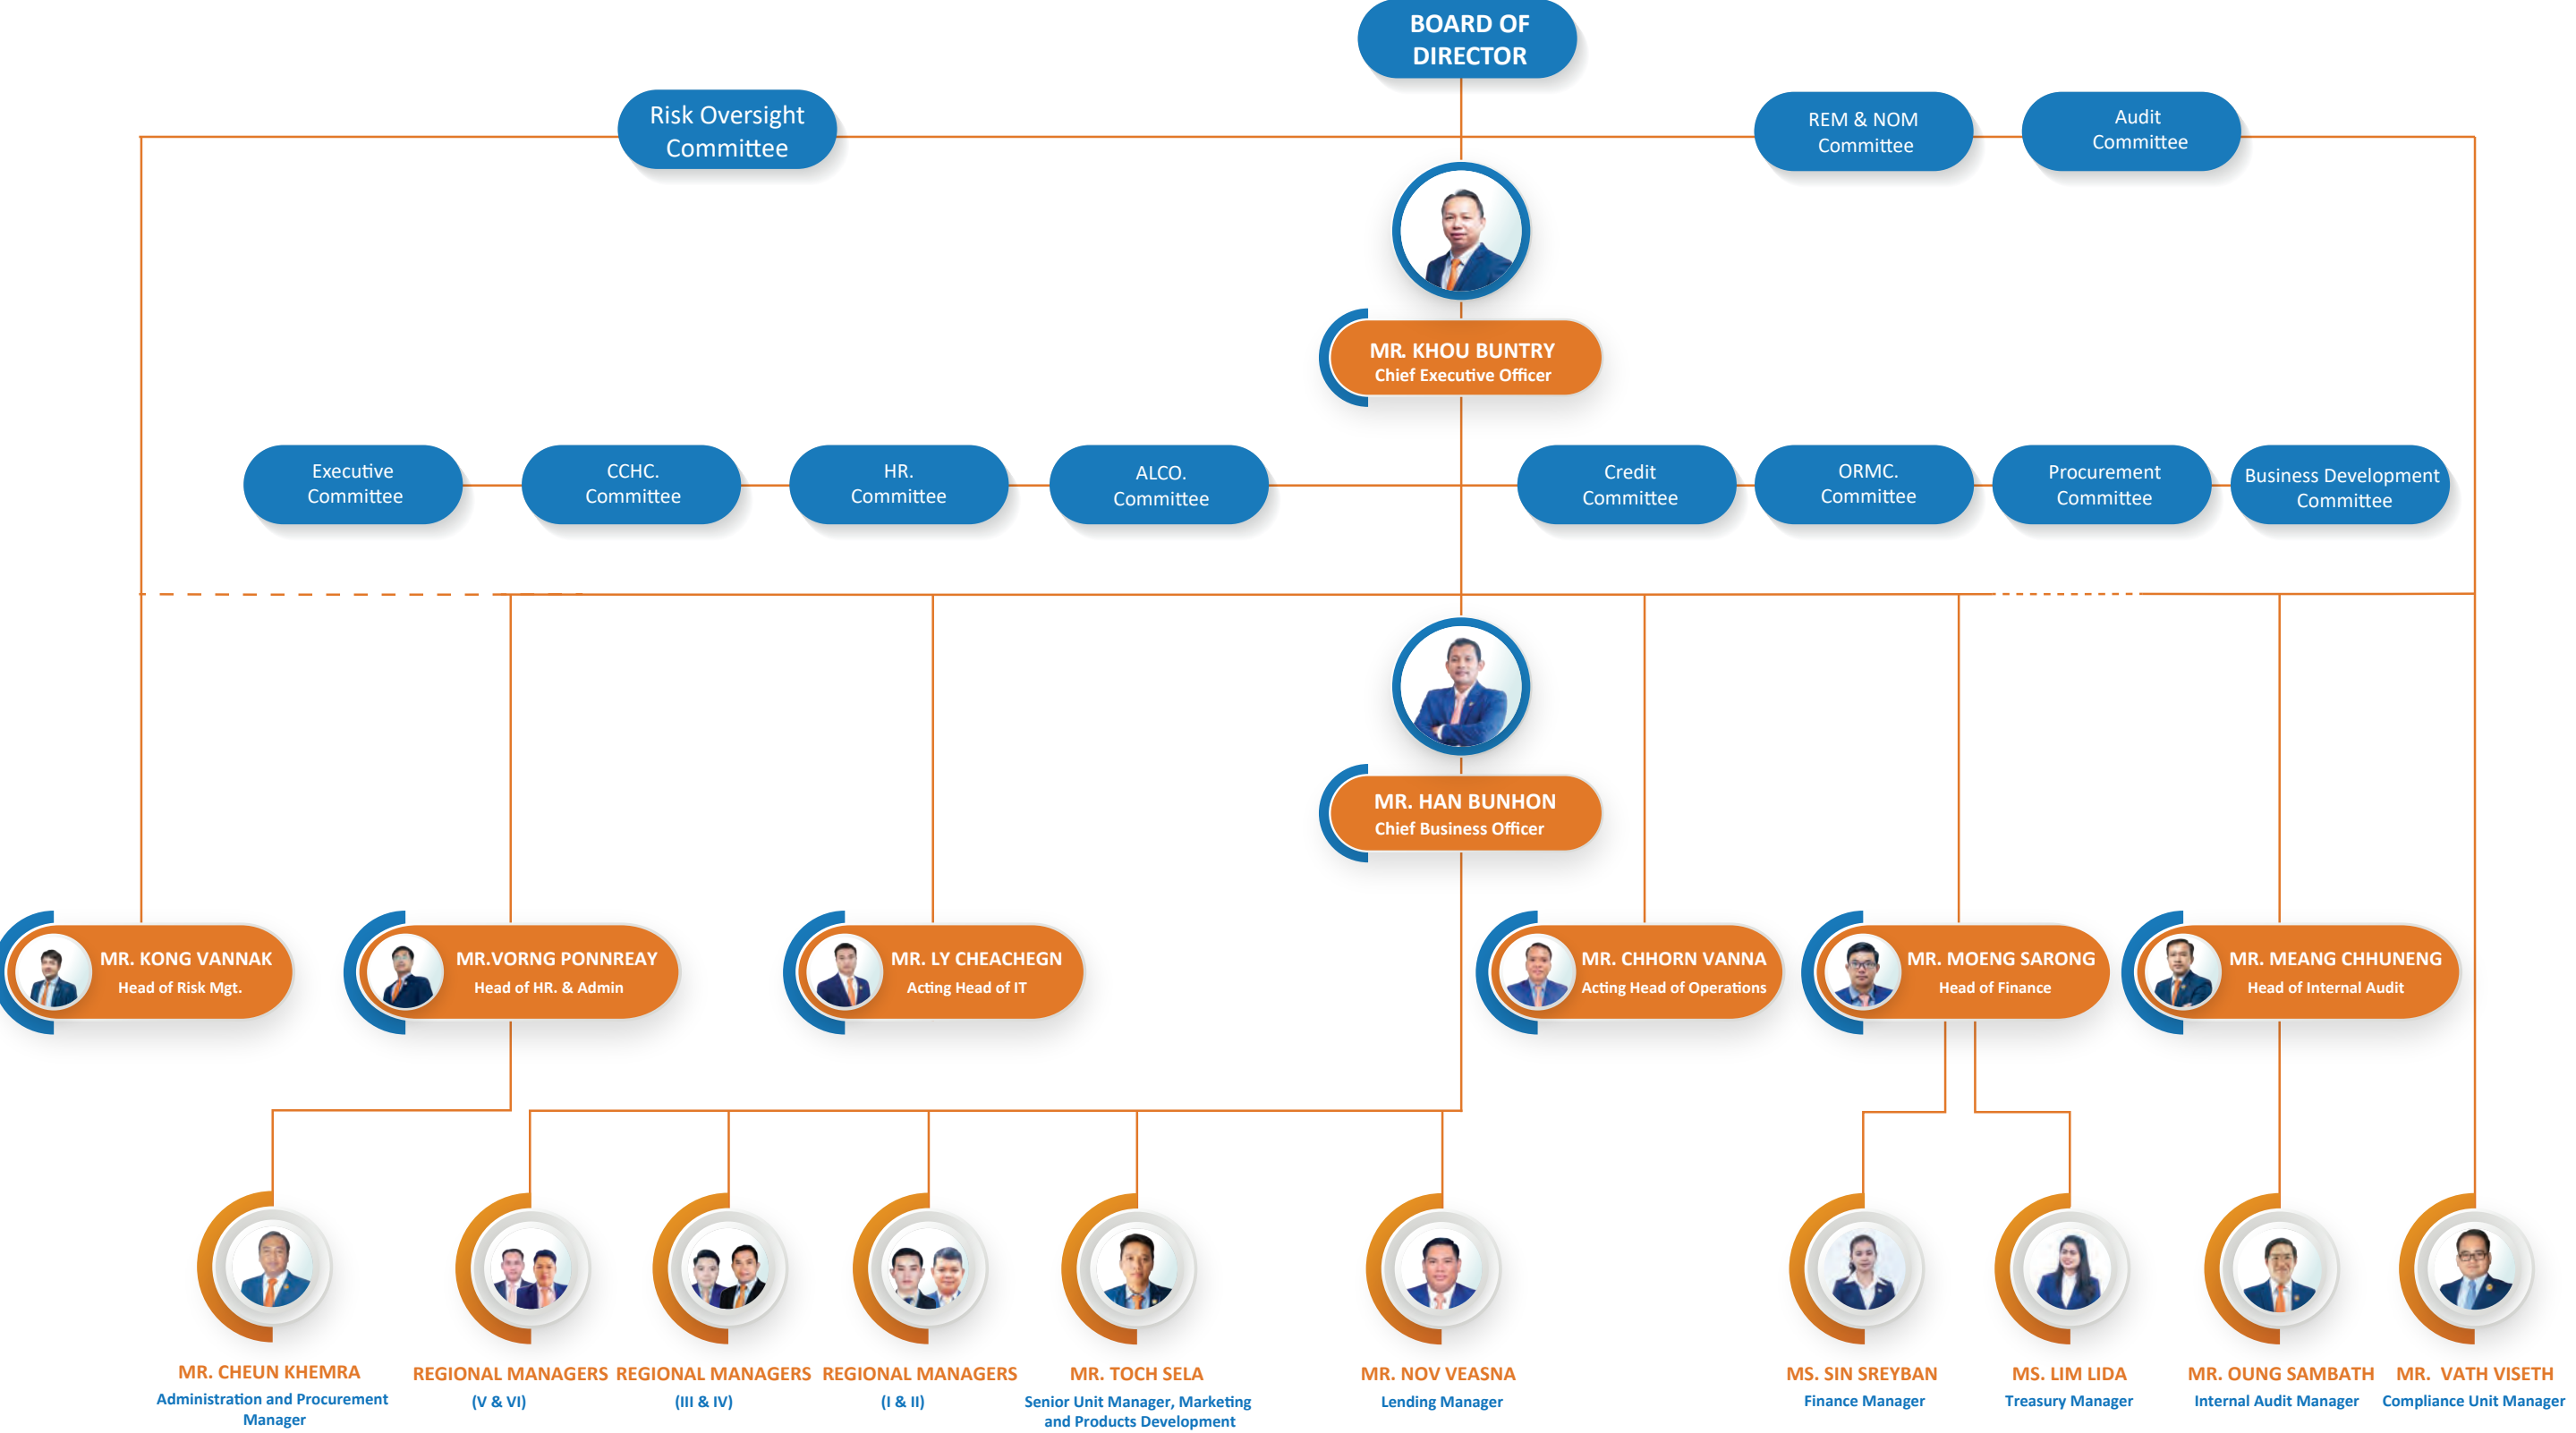 BOARD OF
DIRECTOR
Risk Oversight
Committee
REM & NOM
Committee
Audit
Committee
MR. KHOU BUNTRY
Chief Executive Officer
Executive
Committee
CCHC.
Committee
HR.
Committee
ALCO.
Committee
Credit
Committee
ORMC.
Committee
Procurement
Committee
Business Development
Committee
MR. HAN BUNHON
Chief Business Officer
MR. KONG VANNAK
Head of Risk Mgt.
MR.VORNG PONNREAY
Head of HR. & Admin
MR. LY CHEACHEGN
Acting Head of IT
MR. CHHORN VANNA
Acting Head of Operations
MR. MOENG SARONG
Head of Finance
MR. MEANG CHHUNENG
Head of Internal Audit
MR. CHEUN KHEMRA
Administration and Procurement
Manager
REGIONAL MANAGERS
(V & VI)
REGIONAL MANAGERS
(III & IV)
REGIONAL MANAGERS
(I & II)
MR. TOCH SELA
Senior Unit Manager, Marketing
and Products Development
MR. NOV VEASNA
Lending Manager
MS. SIN SREYBAN
Finance Manager
MS. LIM LIDA
Treasury Manager
MR. OUNG SAMBATH
Internal Audit Manager
MR. VATH VISETH
Compliance Unit Manager